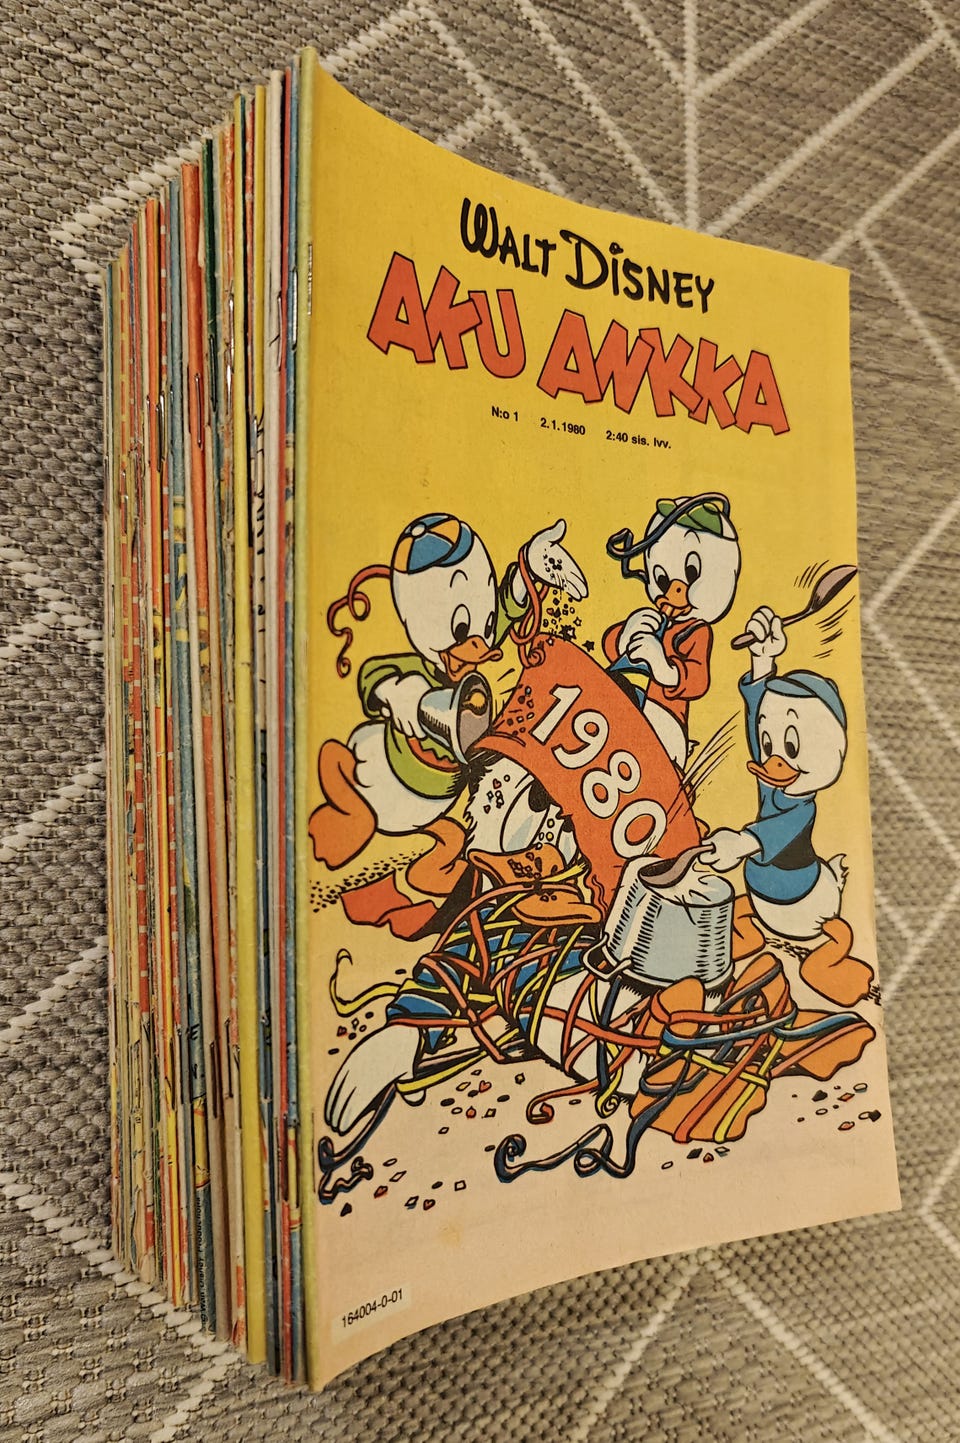 WALT DISNEY
AKU ANKKA
N:o 1 2.1.1980 2:40 sis. lvv.
1980
164004-0-01